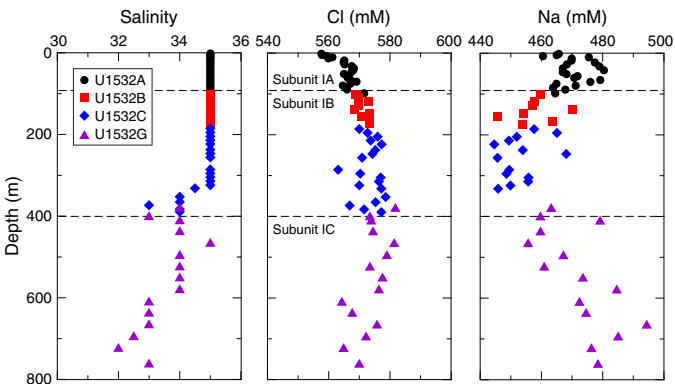 Salinity
Cl (mM)
Na (mM)
30 32 34 36
540 560 580 600
440 460 480 500
0
200
400
600
800
Depth (m)
U1532A
U1532B
U1532C
U1532G
Subunit IA
Subunit IB
Subunit IC